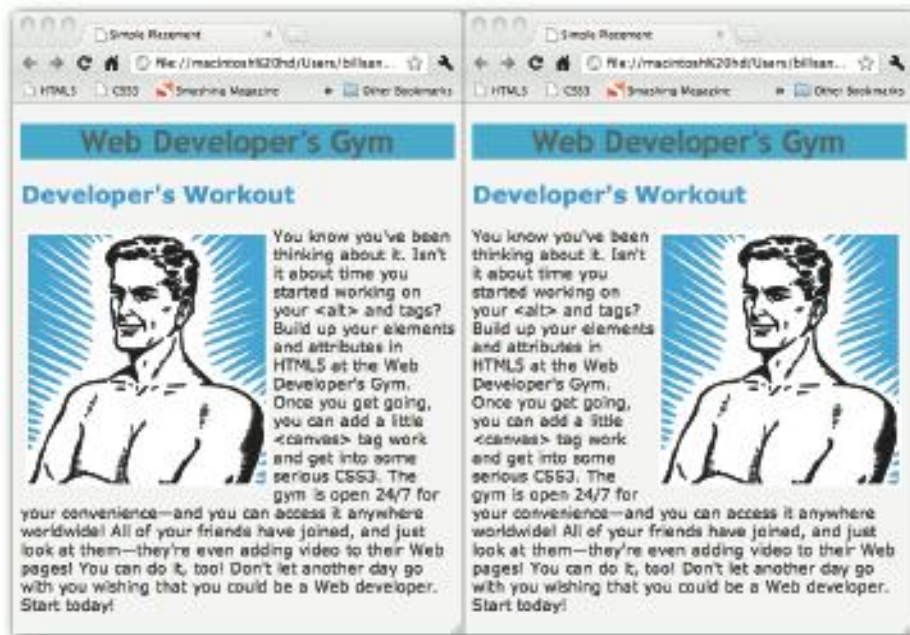 Simple Placement
file://macintosh%20hd/Users/billsan...
HTML5 CSS3 Smashing Magazine » Other Bookmarks
Web Developer's Gym
Developer's Workout
You know you've been
thinking about it. Isn't
it about time you
started working on
your <alt> and tags?
Build up your elements
and attributes in
HTML5 at the Web
Developer's Gym.
Once you get going,
you can add a little
<canvas> tag work
and get into some
serious CSS3. The
gym is open 24/7 for
your convenience—and you can access it anywhere
worldwide! All of your friends have joined, and just
look at them—they're even adding video to their Web
pages! You can do it, too! Don't let another day go
with you wishing that you could be a Web developer.
Start today!
Simple Placement
file://macintosh%20hd/Users/billsan...
HTML5 CSS3 Smashing Magazine » Other Bookmarks
Web Developer's Gym
Developer's Workout
You know you've been
thinking about it. Isn't
it about time you
started working on
your <alt> and tags?
Build up your elements
and attributes in
HTML5 at the Web
Developer's Gym.
Once you get going,
you can add a little
<canvas> tag work
and get into some
serious CSS3. The
gym is open 24/7 for
your convenience—and you can access it anywhere
worldwide! All of your friends have joined, and just
look at them—they're even adding video to their Web
pages! You can do it, too! Don't let another day go
with you wishing that you could be a Web developer.
Start today!